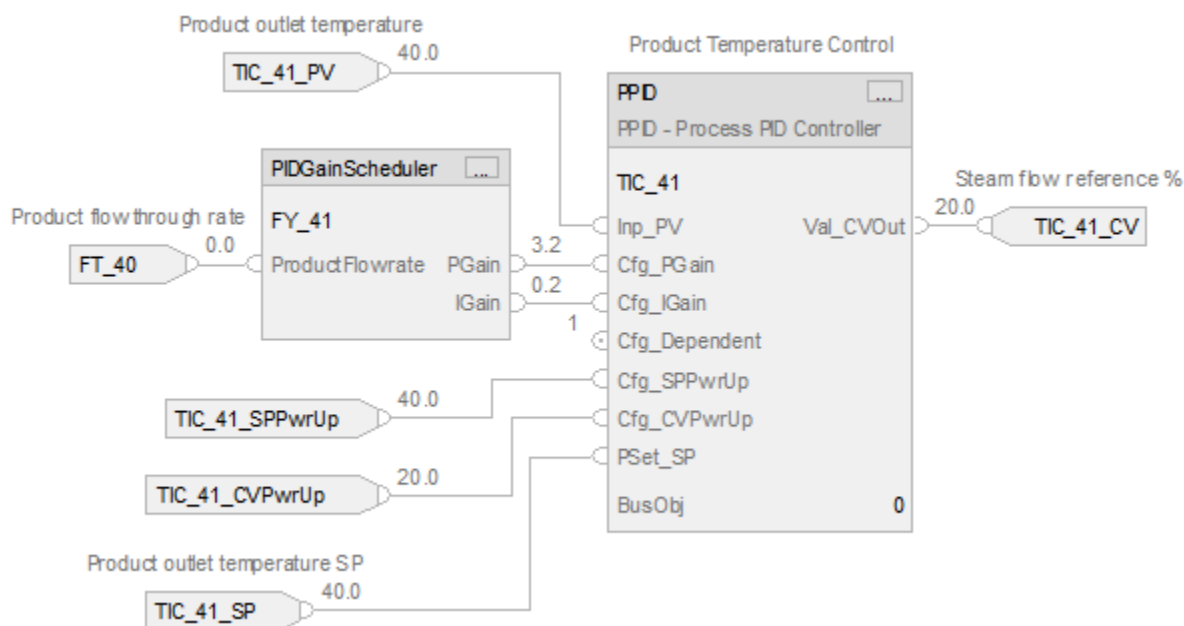 Product outlet temperature
40.0
TIC_41_PV
Product Temperature Control
PPID
...
PPID - Process PID Controller
TIC_41
Inp_PV
Val_CVOut
Cfg_PGain
Cfg_IGain
1
Cfg_Dependent
Cfg_SPPwrUp
Cfg_CVPwrUp
PSet_SP
BusObj
0
Steam flow reference %
20.0
TIC_41_CV
PIDGainScheduler
...
FY_41
Product flow through rate
0.0
FT_40
ProductFlowrate
PGain
3.2
IGain
0.2
TIC_41_SPPwrUp
40.0
TIC_41_CVPwrUp
20.0
Product outlet temperature SP
40.0
TIC_41_SP